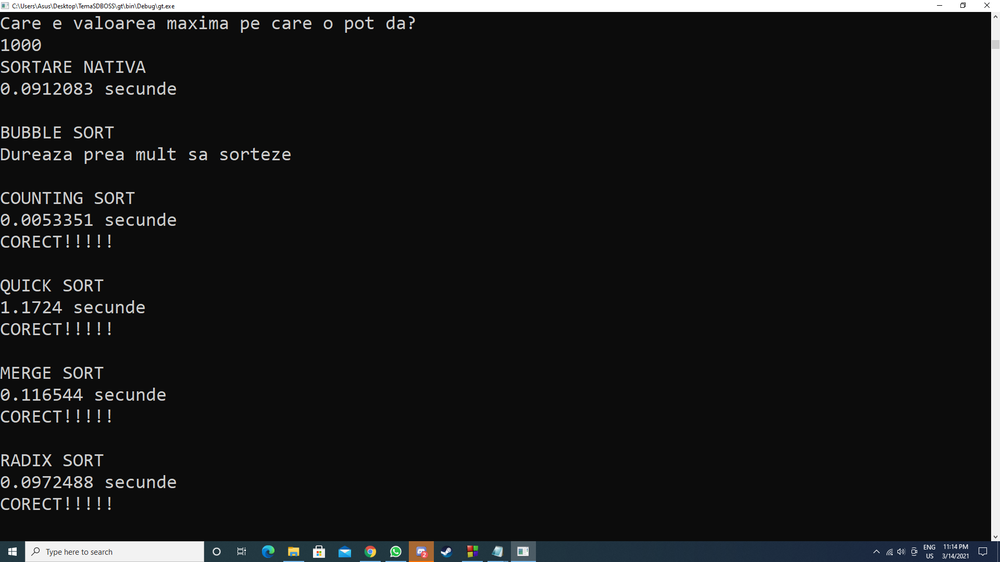 C:\Users\Asus\Desktop\TemaSDBOSS\gt\bin\Debug\gt.exe
Care e valoarea maxima pe care o pot da?
1000
SORTARE NATIVA
0.0912083 secunde
BUBBLE SORT
Dureaza prea mult sa sorteze
COUNTING SORT
0.0053351 secunde
CORECT!!!!!
QUICK SORT
1.1724 secunde
CORECT!!!!!
MERGE SORT
0.116544 secunde
CORECT!!!!!
RADIX SORT
0.0972488 secunde
CORECT!!!!!
Type here to search
2
ENG
US
11:14 PM
3/14/2021